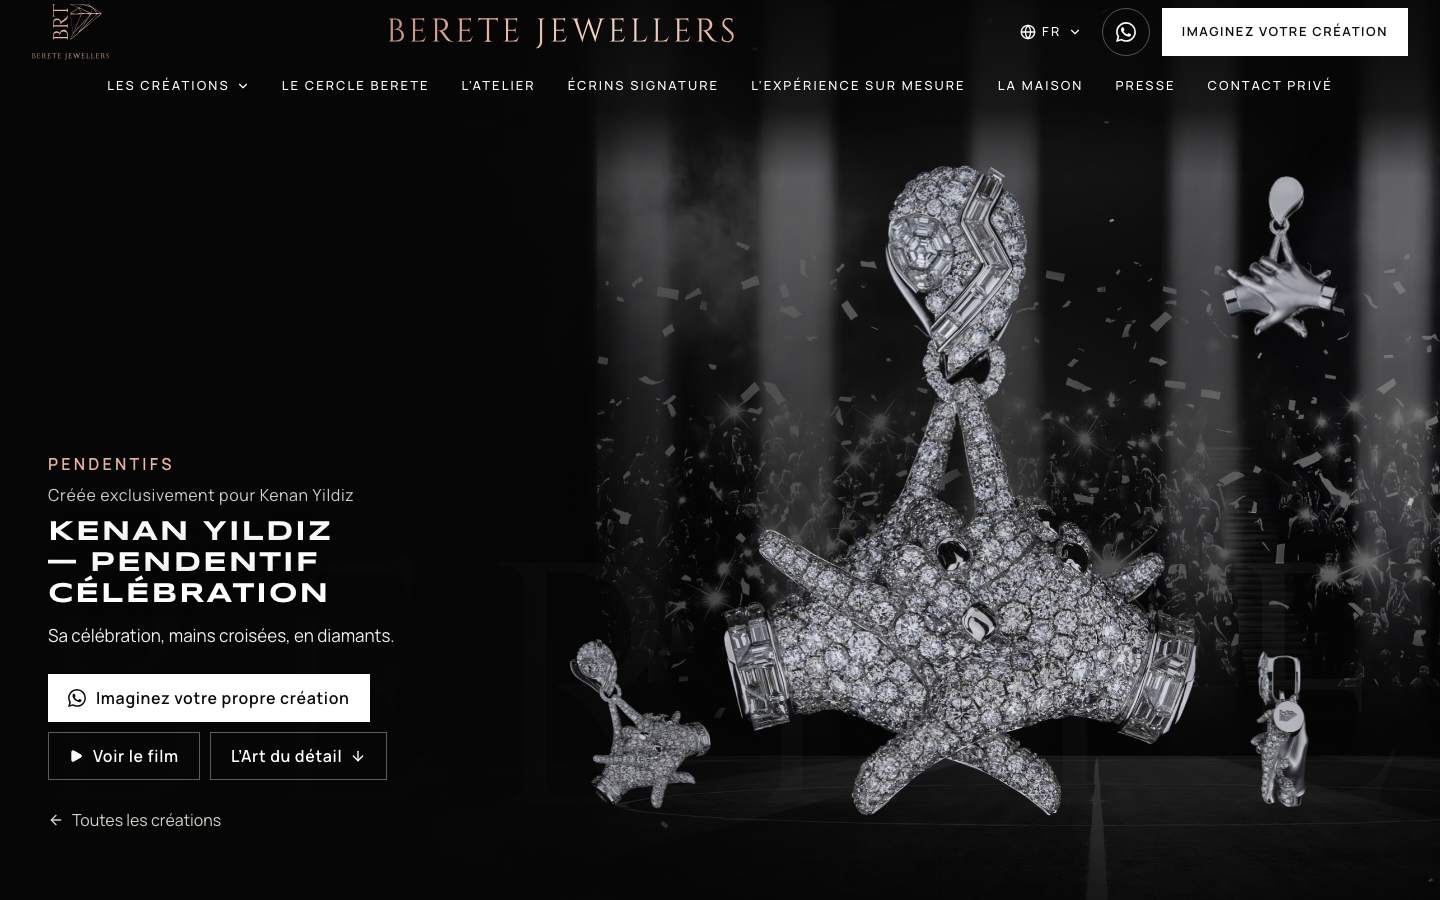 BRT
BERETE JEWELLERS
BERETE JEWELLERS
FR
IMAGINEZ VOTRE CRÉATION
LES CRÉATIONS
LE CERCLE BERETE
L'ATELIER
ÉCRINS SIGNATURE
L'EXPÉRIENCE SUR MESURE
LA MAISON
PRESSE
CONTACT PRIVÉ
PENDENTIFS
Créée exclusivement pour Kenan Yildiz
KENAN YILDIZ
— PENDENTIF
CÉLÉBRATION
Sa célébration, mains croisées, en diamants.
Imaginez votre propre création
Voir le film
L'Art du détail ↓
← Toutes les créations